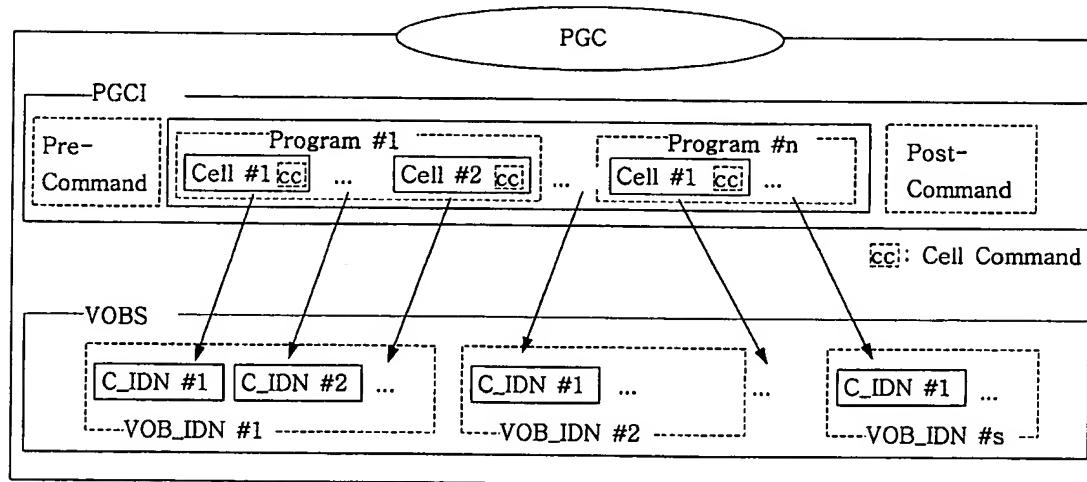 PGC
PGCI
Pre-
Command
Program #1
Cell #1 cc ... Cell #2 cc ...
Program #n
Cell #1 cc ...
Post-
Command
cc: Cell Command
VOBS
C_IDN #1 C_IDN #2 ...
VOB_IDN #1
C_IDN #1 ...
VOB_IDN #2
...
C_IDN #1 ...
VOB_IDN #s